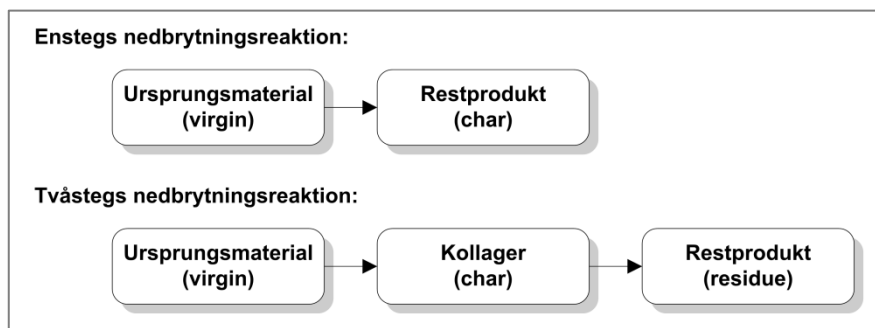 Enstegs nedbrytningsreaktion:
Ursprungsmaterial
(virgin)
Restprodukt
(char)
Tvåstegs nedbrytningsreaktion:
Ursprungsmaterial
(virgin)
Kollager
(char)
Restprodukt
(residue)